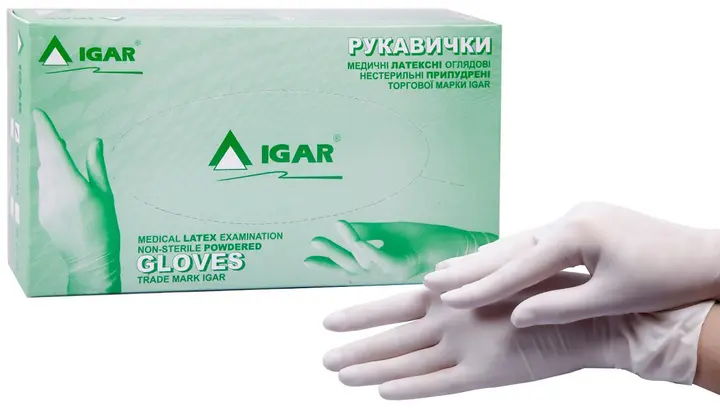 IGAR®
РУКАВИЧКИ
МЕДИЧНІ ЛАТЕКСНІ ОГЛЯДОВІ
НЕСТЕРИЛЬНІ ПРИПУДРЕНІ
ТОРГОВОЇ МАРКИ IGAR
IGAR®
MEDICAL LATEX EXAMINATION
NON-STERILE POWDERED
GLOVES
TRADE MARK IGAR